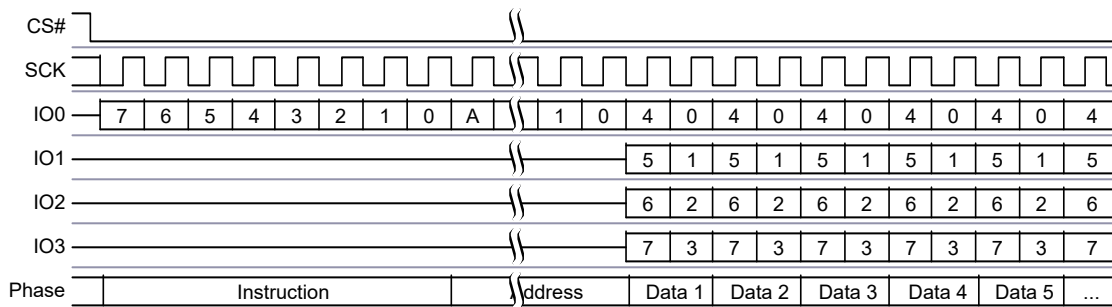 CS#
SCK
IO0 7 6 5 4 3 2 1 0 A 1 0 4 0 4 0 4 0 4 0 4 0 4
IO1 5 1 5 1 5 1 5 1 5 1 5
IO2 6 2 6 2 6 2 6 2 6 2 6
IO3 7 3 7 3 7 3 7 3 7 3 7
Phase Instruction Address Data 1 Data 2 Data 3 Data 4 Data 5 ...